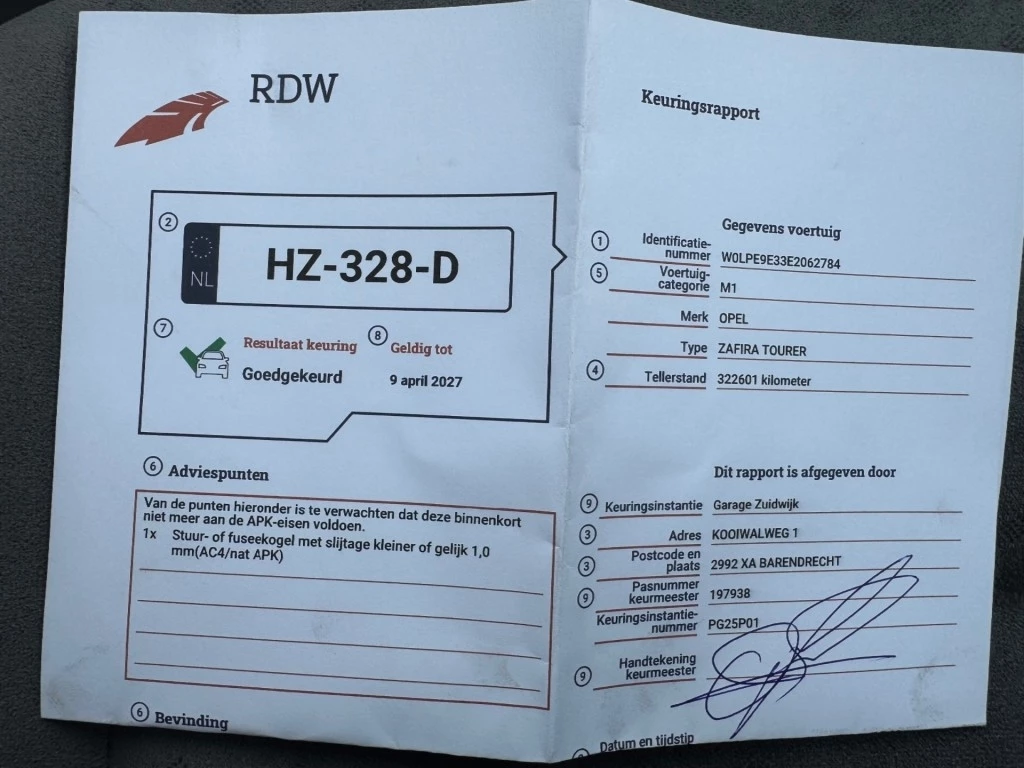 RDW
② 
NL HZ-328-D
⑦ Resultaat keuring
Goedgekeurd
⑧ Geldig tot
9 april 2027
⑥ Adviespunten
Van de punten hieronder is te verwachten dat deze binnenkort
niet meer aan de APK-eisen voldoen.
1x Stuur- of fuseekogel met slijtage kleiner of gelijk 1,0
mm(AC4/nat APK)
⑥ Bevinding
Keuringsrapport
Gegevens voertuig
① Identificatie-
nummer W0LPE9E33E2062784
⑤ Voertuig-
categorie M1
Merk OPEL
Type ZAFIRA TOURER
④ Tellerstand 322601 kilometer
Dit rapport is afgegeven door
⑨ Keuringsinstantie Garage Zuidwijk
③ Adres KOOIWALWEG 1
③ Postcode en
plaats 2992 XA BARENDRECHT
⑨ Pasnummer
keurmeester 197938
Keuringsinstantie-
nummer PG25P01
⑨ Handtekening
keurmeester
Datum en tijdstip